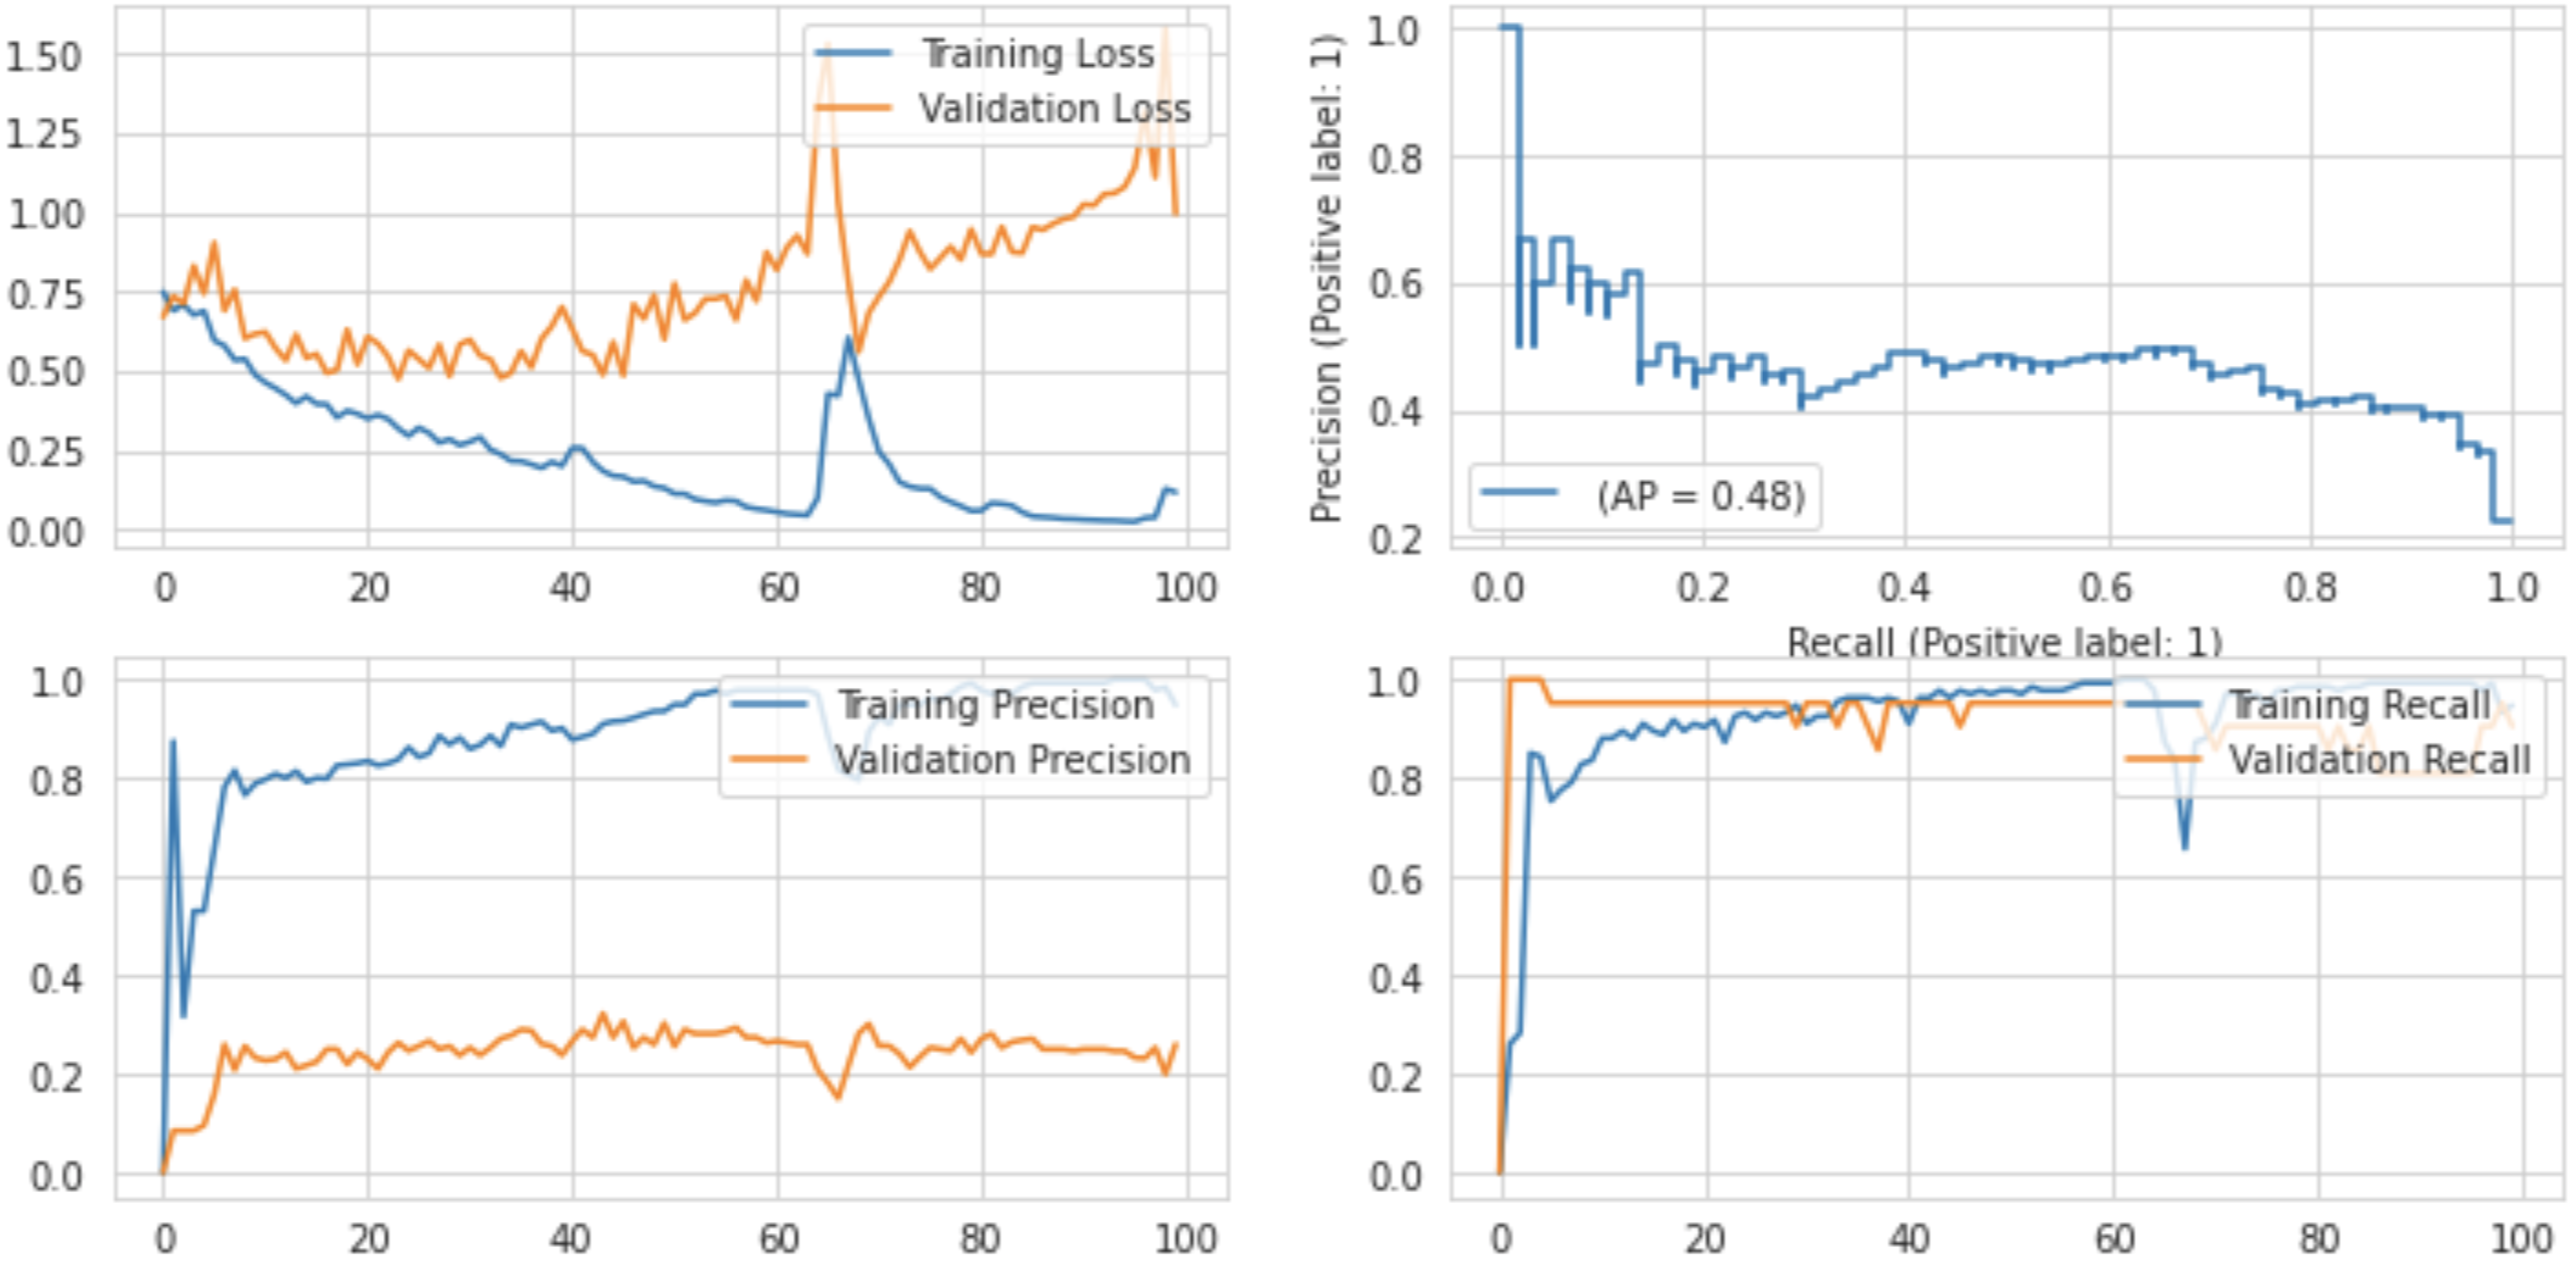 1.50
1.25
1.00
0.75
0.50
0.25
0.00
Training Loss
Validation Loss
0 20 40 60 80 100
Precision (Positive label: 1)
1.0
0.8
0.6
0.4
0.2
(AP = 0.48)
0.0 0.2 0.4 0.6 0.8 1.0
Recall (Positive label: 1)
1.0
0.8
0.6
0.4
0.2
0.0
Training Precision
Validation Precision
0 20 40 60 80 100
1.0
0.8
0.6
0.4
0.2
0.0
Training Recall
Validation Recall
0 20 40 60 80 100